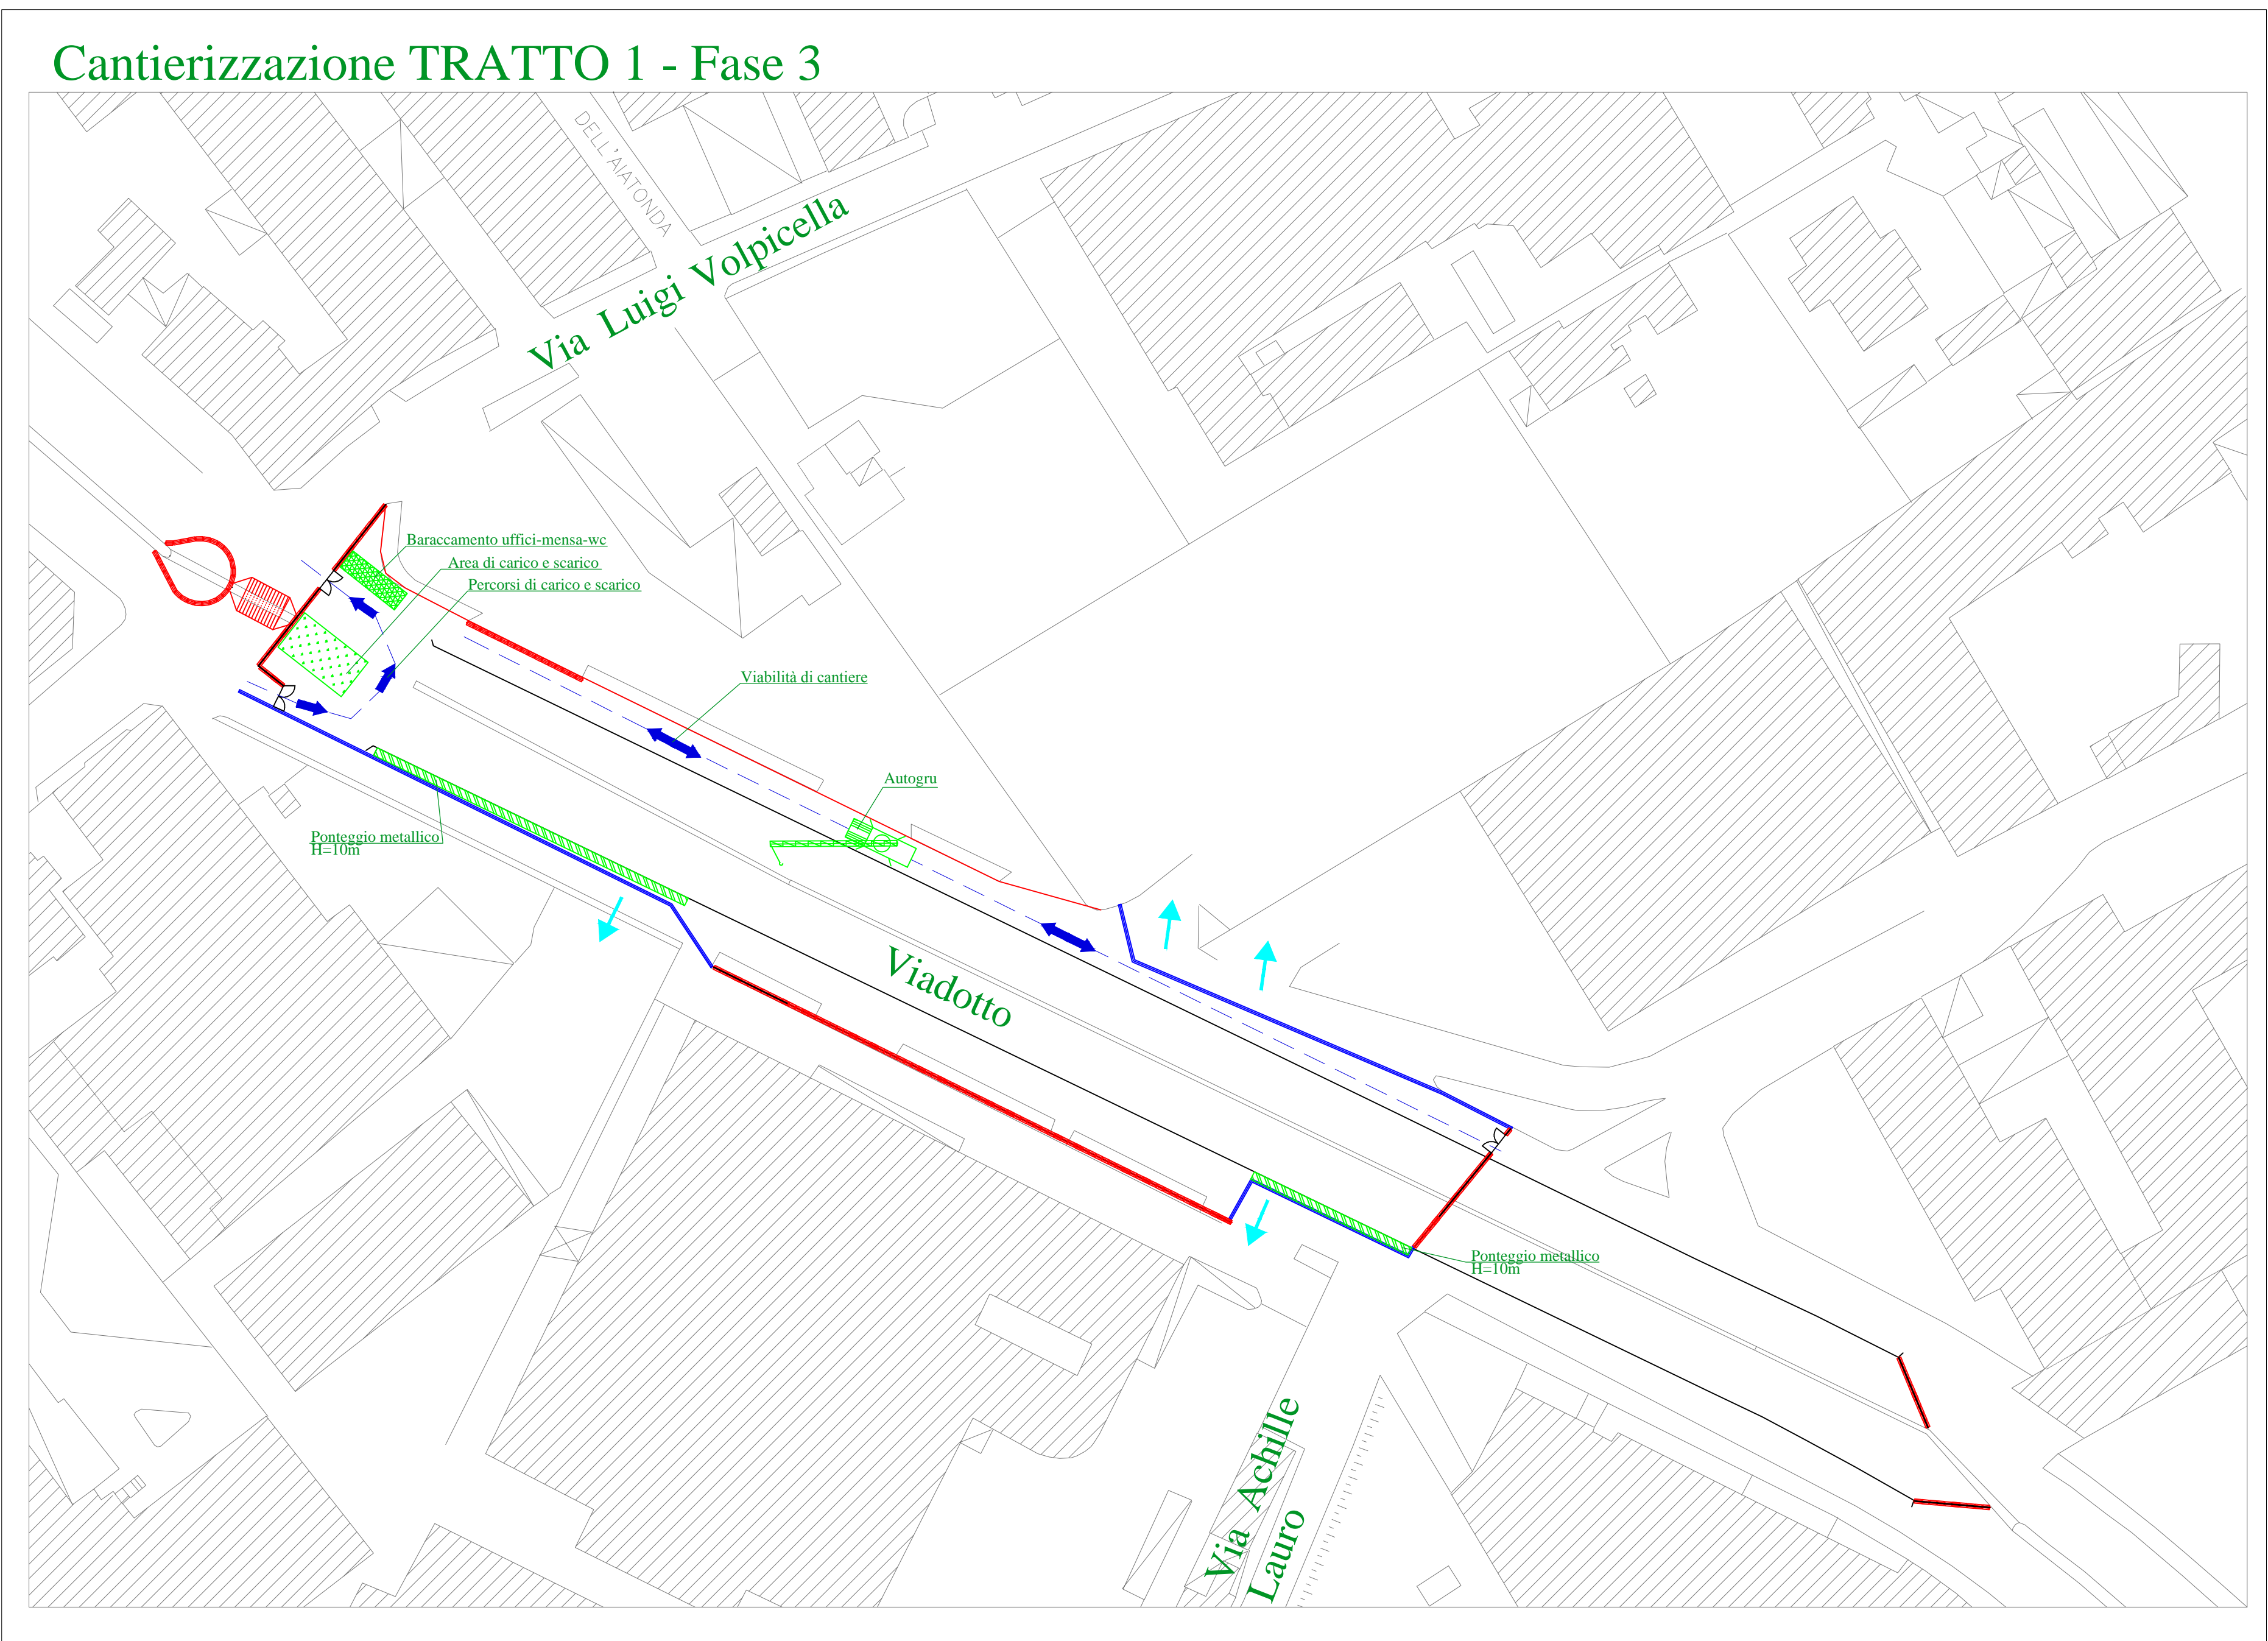 Cantierizzazione TRATTO 1 - Fase 3
DELL'AIATONDA
Via Luigi Volpicella
Baraccamento uffici-mensa-wc
Area di carico e scarico
Percorsi di carico e scarico
Viabilità di cantiere
Autogru
Ponteggio metallico
H=10m
Viadotto
Ponteggio metallico
H=10m
Via Achille
Lauro